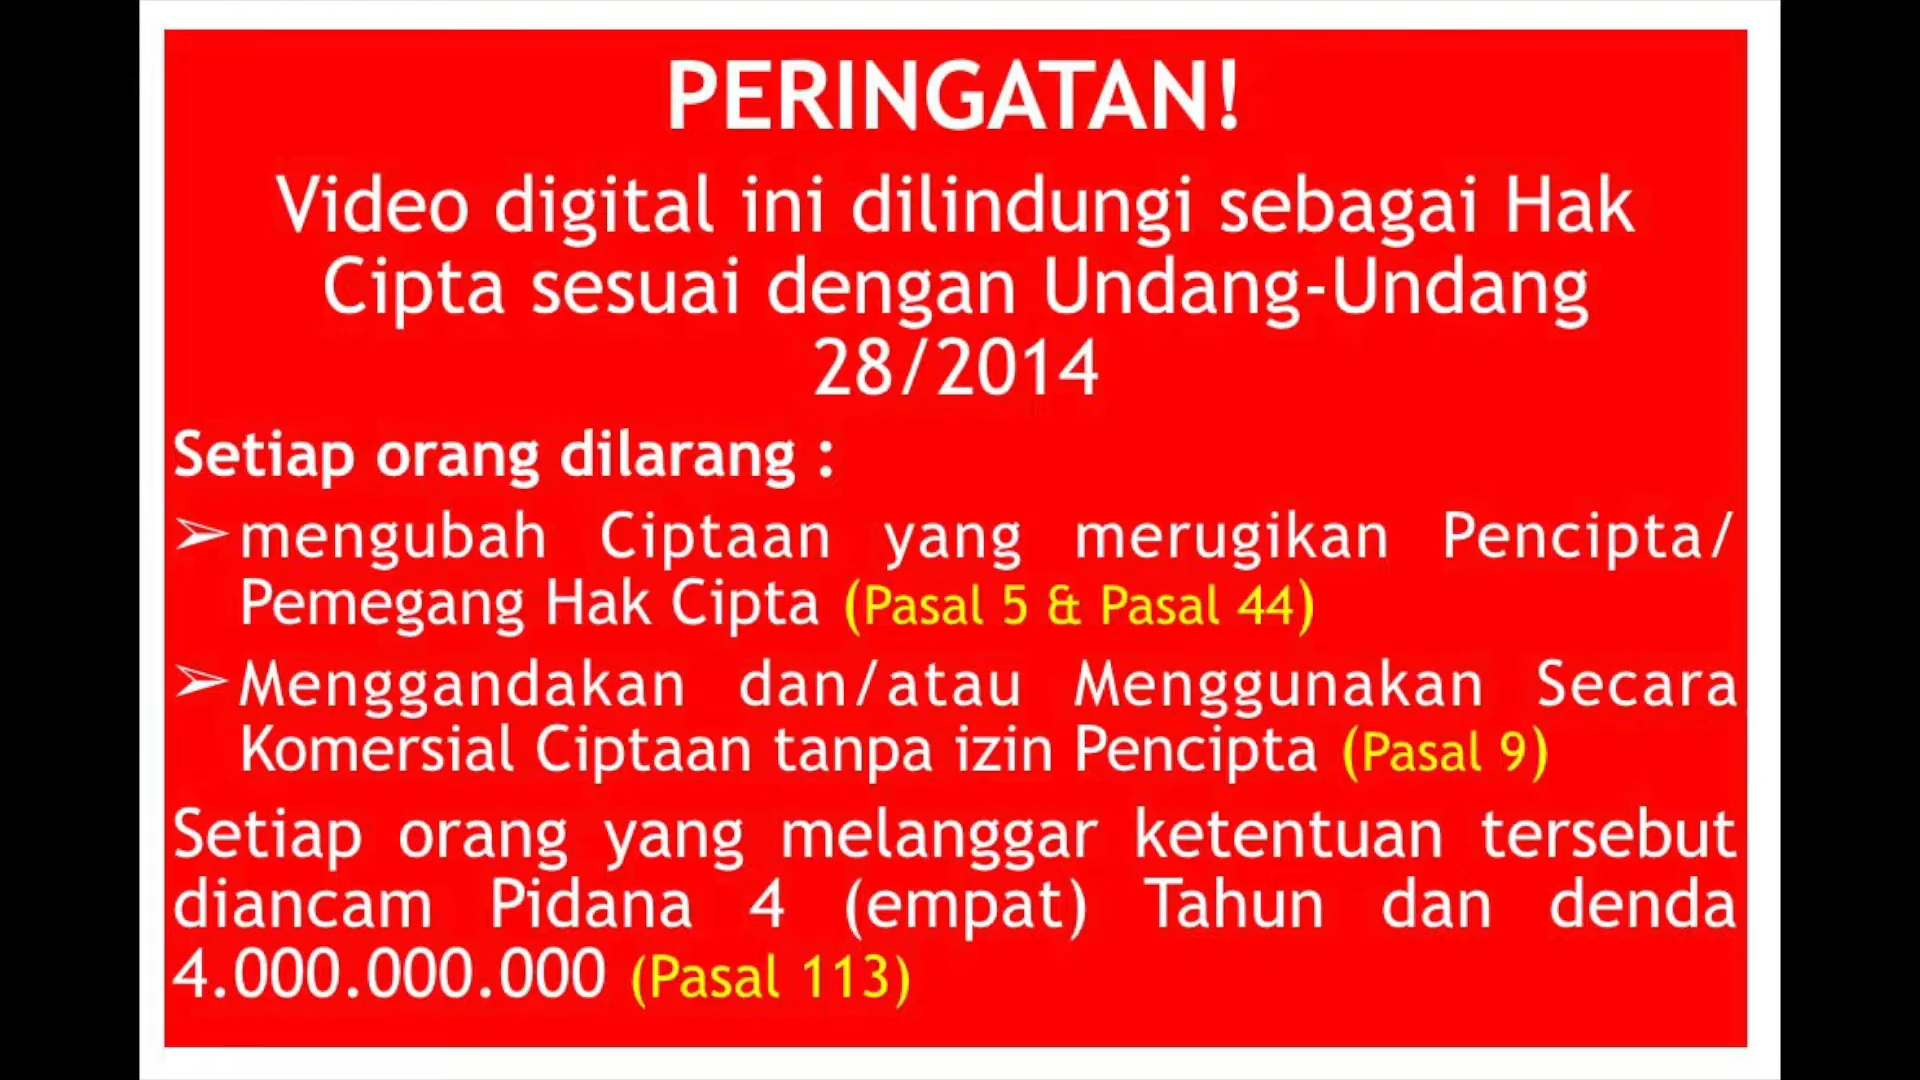 PERINGATAN!
Video digital ini dilindungi sebagai Hak
Cipta sesuai dengan Undang-Undang
28/2014
Setiap orang dilarang :
➢ mengubah Ciptaan yang merugikan Pencipta/
Pemegang Hak Cipta (Pasal 5 & Pasal 44)
➢ Menggandakan dan/atau Menggunakan Secara
Komersial Ciptaan tanpa izin Pencipta (Pasal 9)
Setiap orang yang melanggar ketentuan tersebut
diancam Pidana 4 (empat) Tahun dan denda
4.000.000.000 (Pasal 113)